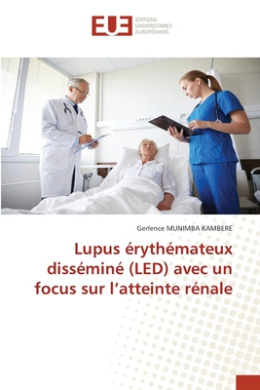 EUE
ÉDITIONS
UNIVERSITAIRES
EUROPÉENNES
Gerlence MUNIMBA KAMBERE
Lupus érythémateux
disséminé (LED) avec un
focus sur l’atteinte rénale